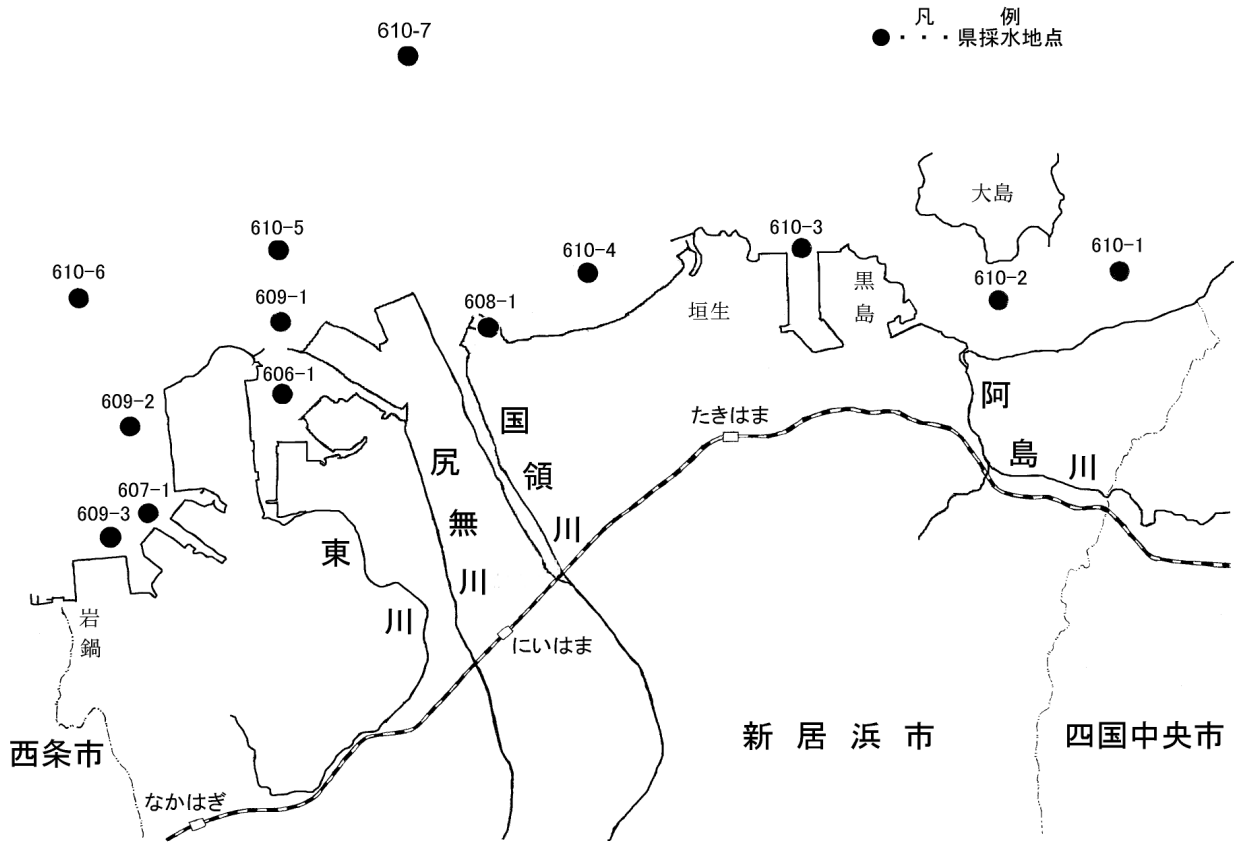 凡 例
●・・・県採水地点
610-7
大島
610-5
610-3
610-4
610-1
610-6
610-2
609-1
608-1
垣生
黒島
606-1
609-2
たきはま
阿島川
国領川
尻無川
607-1
609-3
東川
岩鍋
にいはま
新居浜市
四国中央市
西条市
なかはぎ